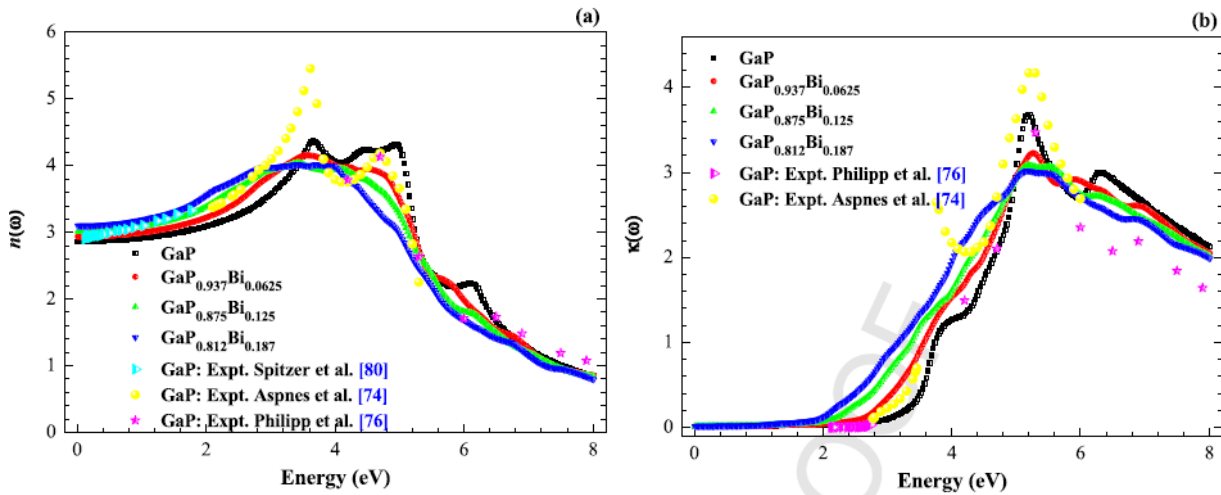 (a)
6
5
4
3
2
1
0
n(ω)
GaP
GaP0.937Bi0.0625
GaP0.875Bi0.125
GaP0.812Bi0.187
GaP: Expt. Spitzer et al. [80]
GaP: Expt. Aspnes et al. [74]
GaP: Expt. Philipp et al. [76]
0 2 4 6 8
Energy (eV)
(b)
4
3
2
1
0
κ(ω)
GaP
GaP0.937Bi0.0625
GaP0.875Bi0.125
GaP0.812Bi0.187
GaP: Expt. Philipp et al. [76]
GaP: Expt. Aspnes et al. [74]
0 2 4 6 8
Energy (eV)